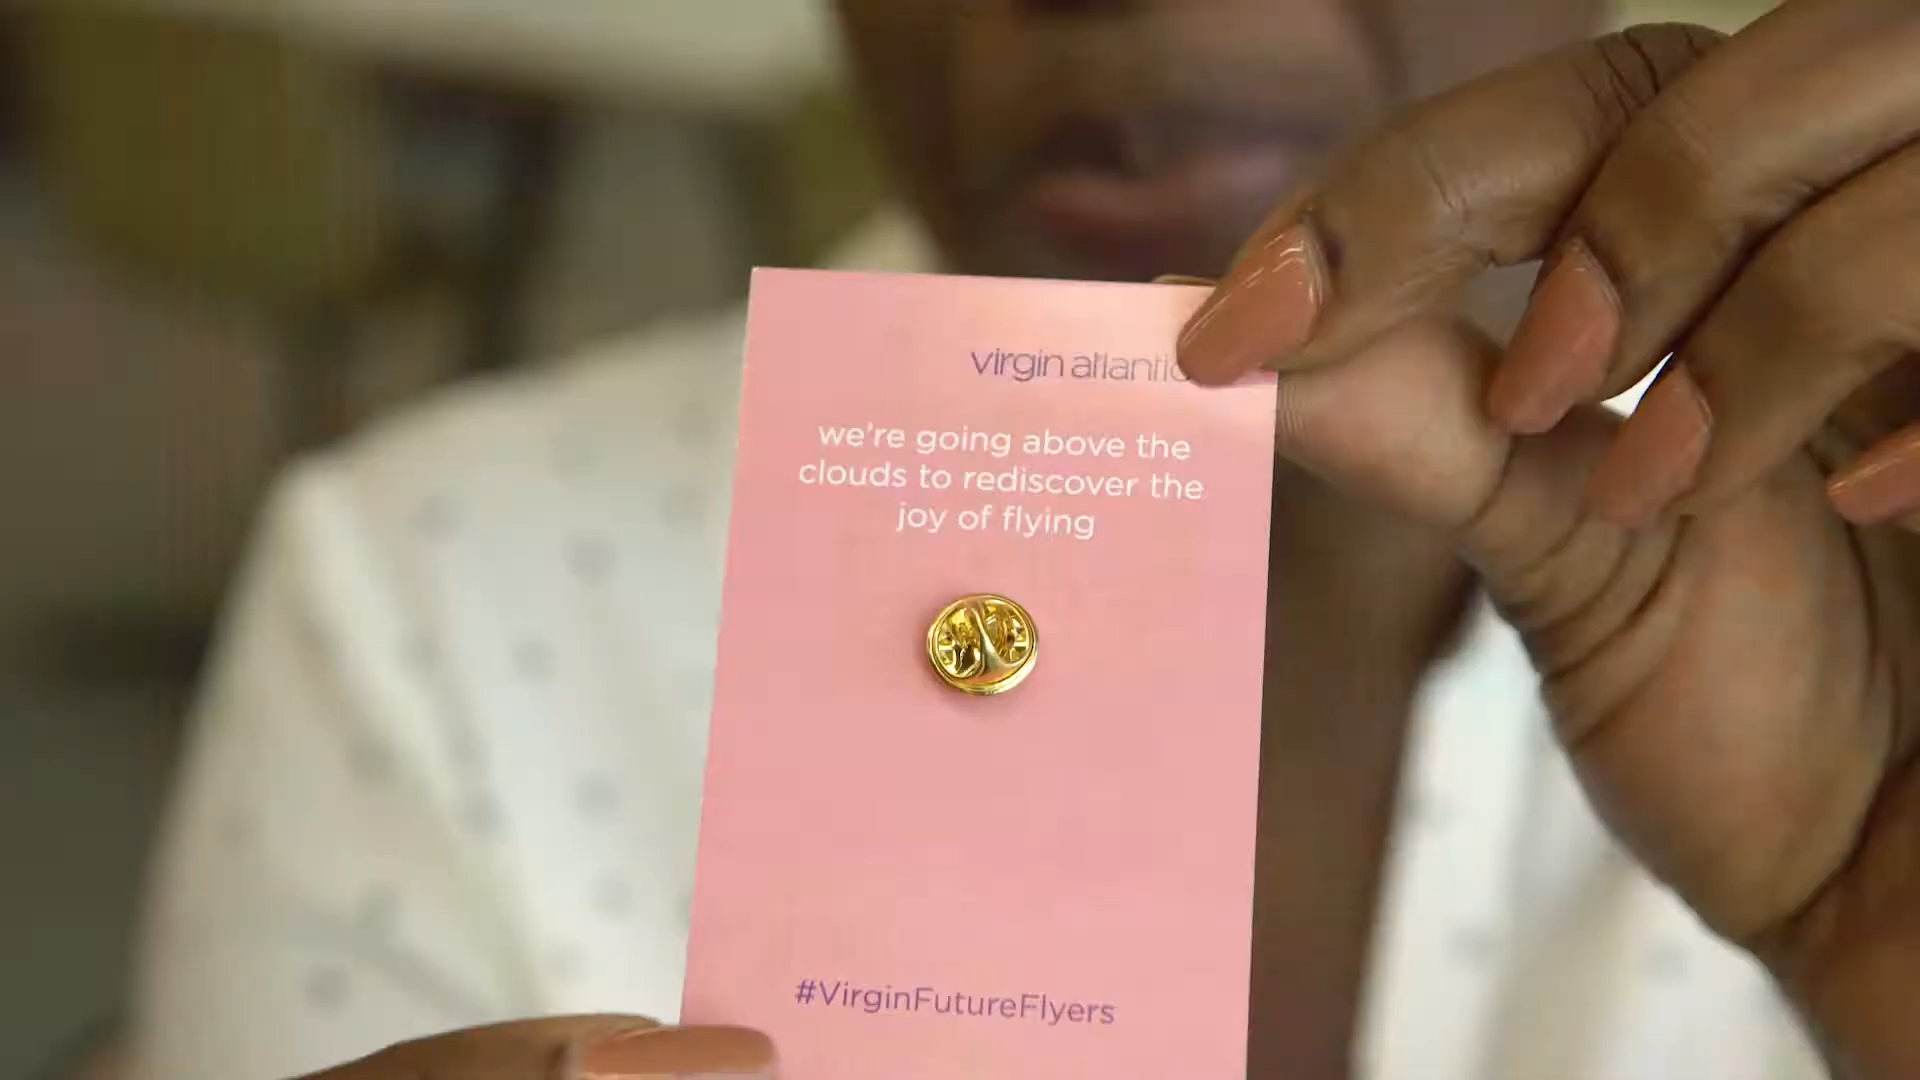 virgin atlantic
we're going above the
clouds to rediscover the
joy of flying
#VirginFutureFlyers